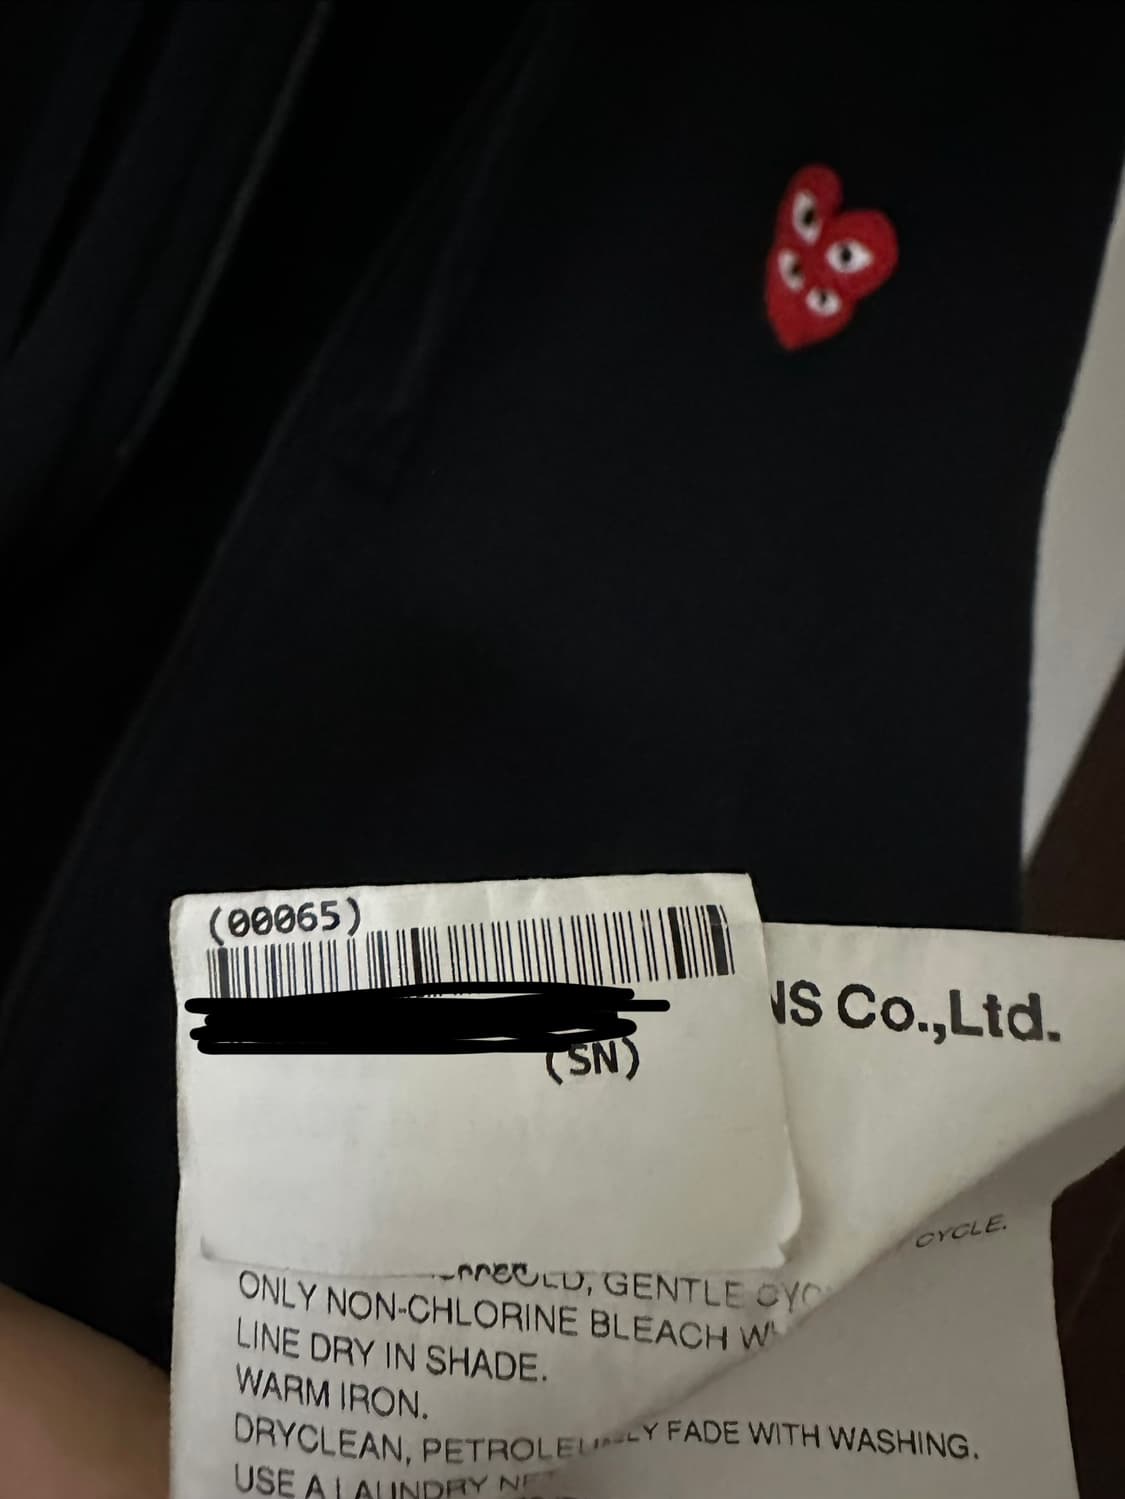 (00065)
(SN)
NS Co.,Ltd.
CYCLE.
GENTLE
ONLY NON-CHLORINE BLEACH
LINE DRY IN SHADE.
WARM IRON.
DRYCLEAN,
FADE WITH WASHING.
USE A LAUNDRY